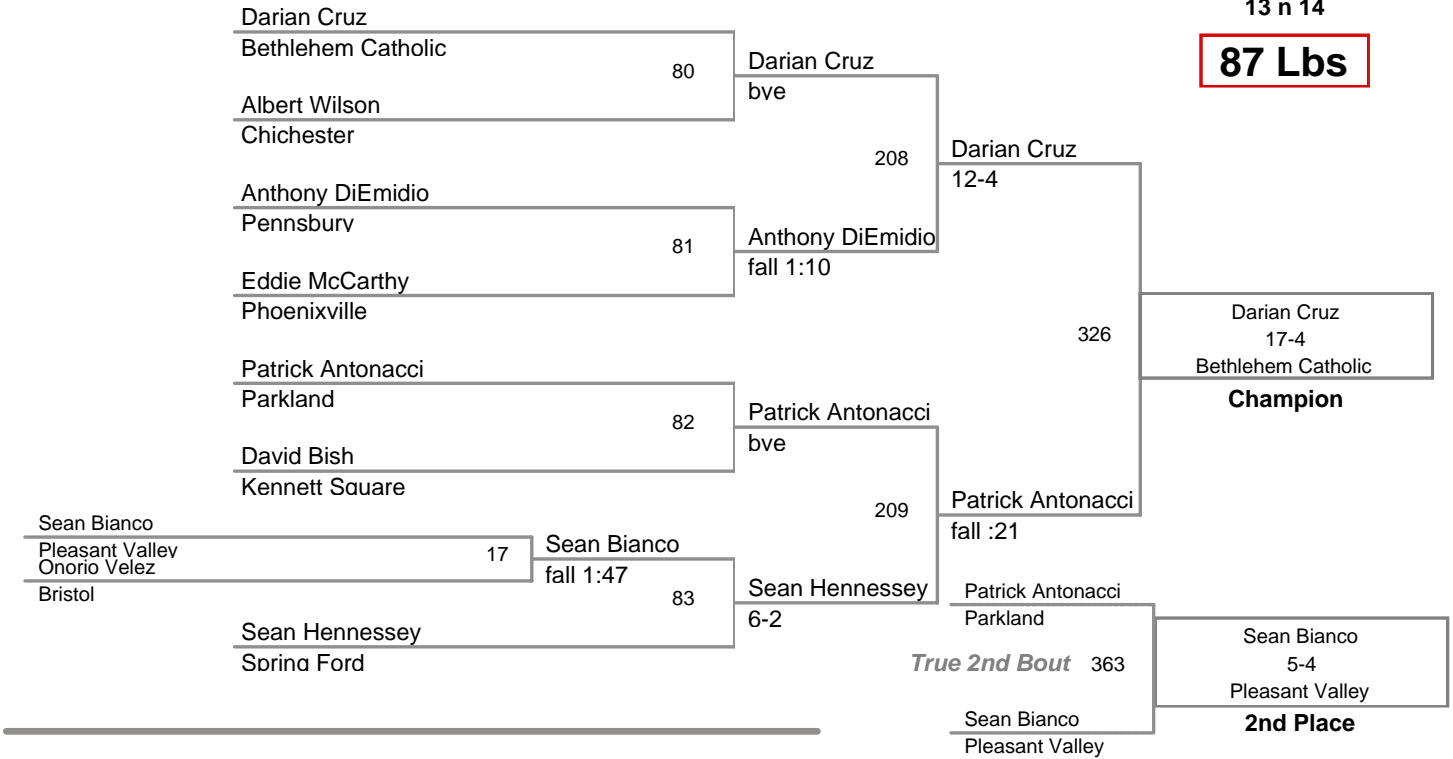 13 n 14
87 Lbs
Darian Cruz
Bethlehem Catholic
80
Albert Wilson
Chichester
Darian Cruz
bye
208
Anthony DiEmidio
Pennsbury
81
Eddie McCarthy
Phoenixville
Anthony DiEmidio
fall 1:10
Darian Cruz
12-4
326
Patrick Antonacci
Parkland
82
David Bish
Kennett Square
Patrick Antonacci
bye
209
Sean Bianco
Pleasant Valley
17
Onorio Velez
Bristol
Sean Bianco
fall 1:47
83
Sean Hennessey
Spring Ford
Sean Hennessey
6-2
Patrick Antonacci
fall :21
Darian Cruz
17-4
Bethlehem Catholic
Champion
Patrick Antonacci
Parkland
True 2nd Bout 363
Sean Bianco
Pleasant Valley
Sean Bianco
5-4
Pleasant Valley
2nd Place